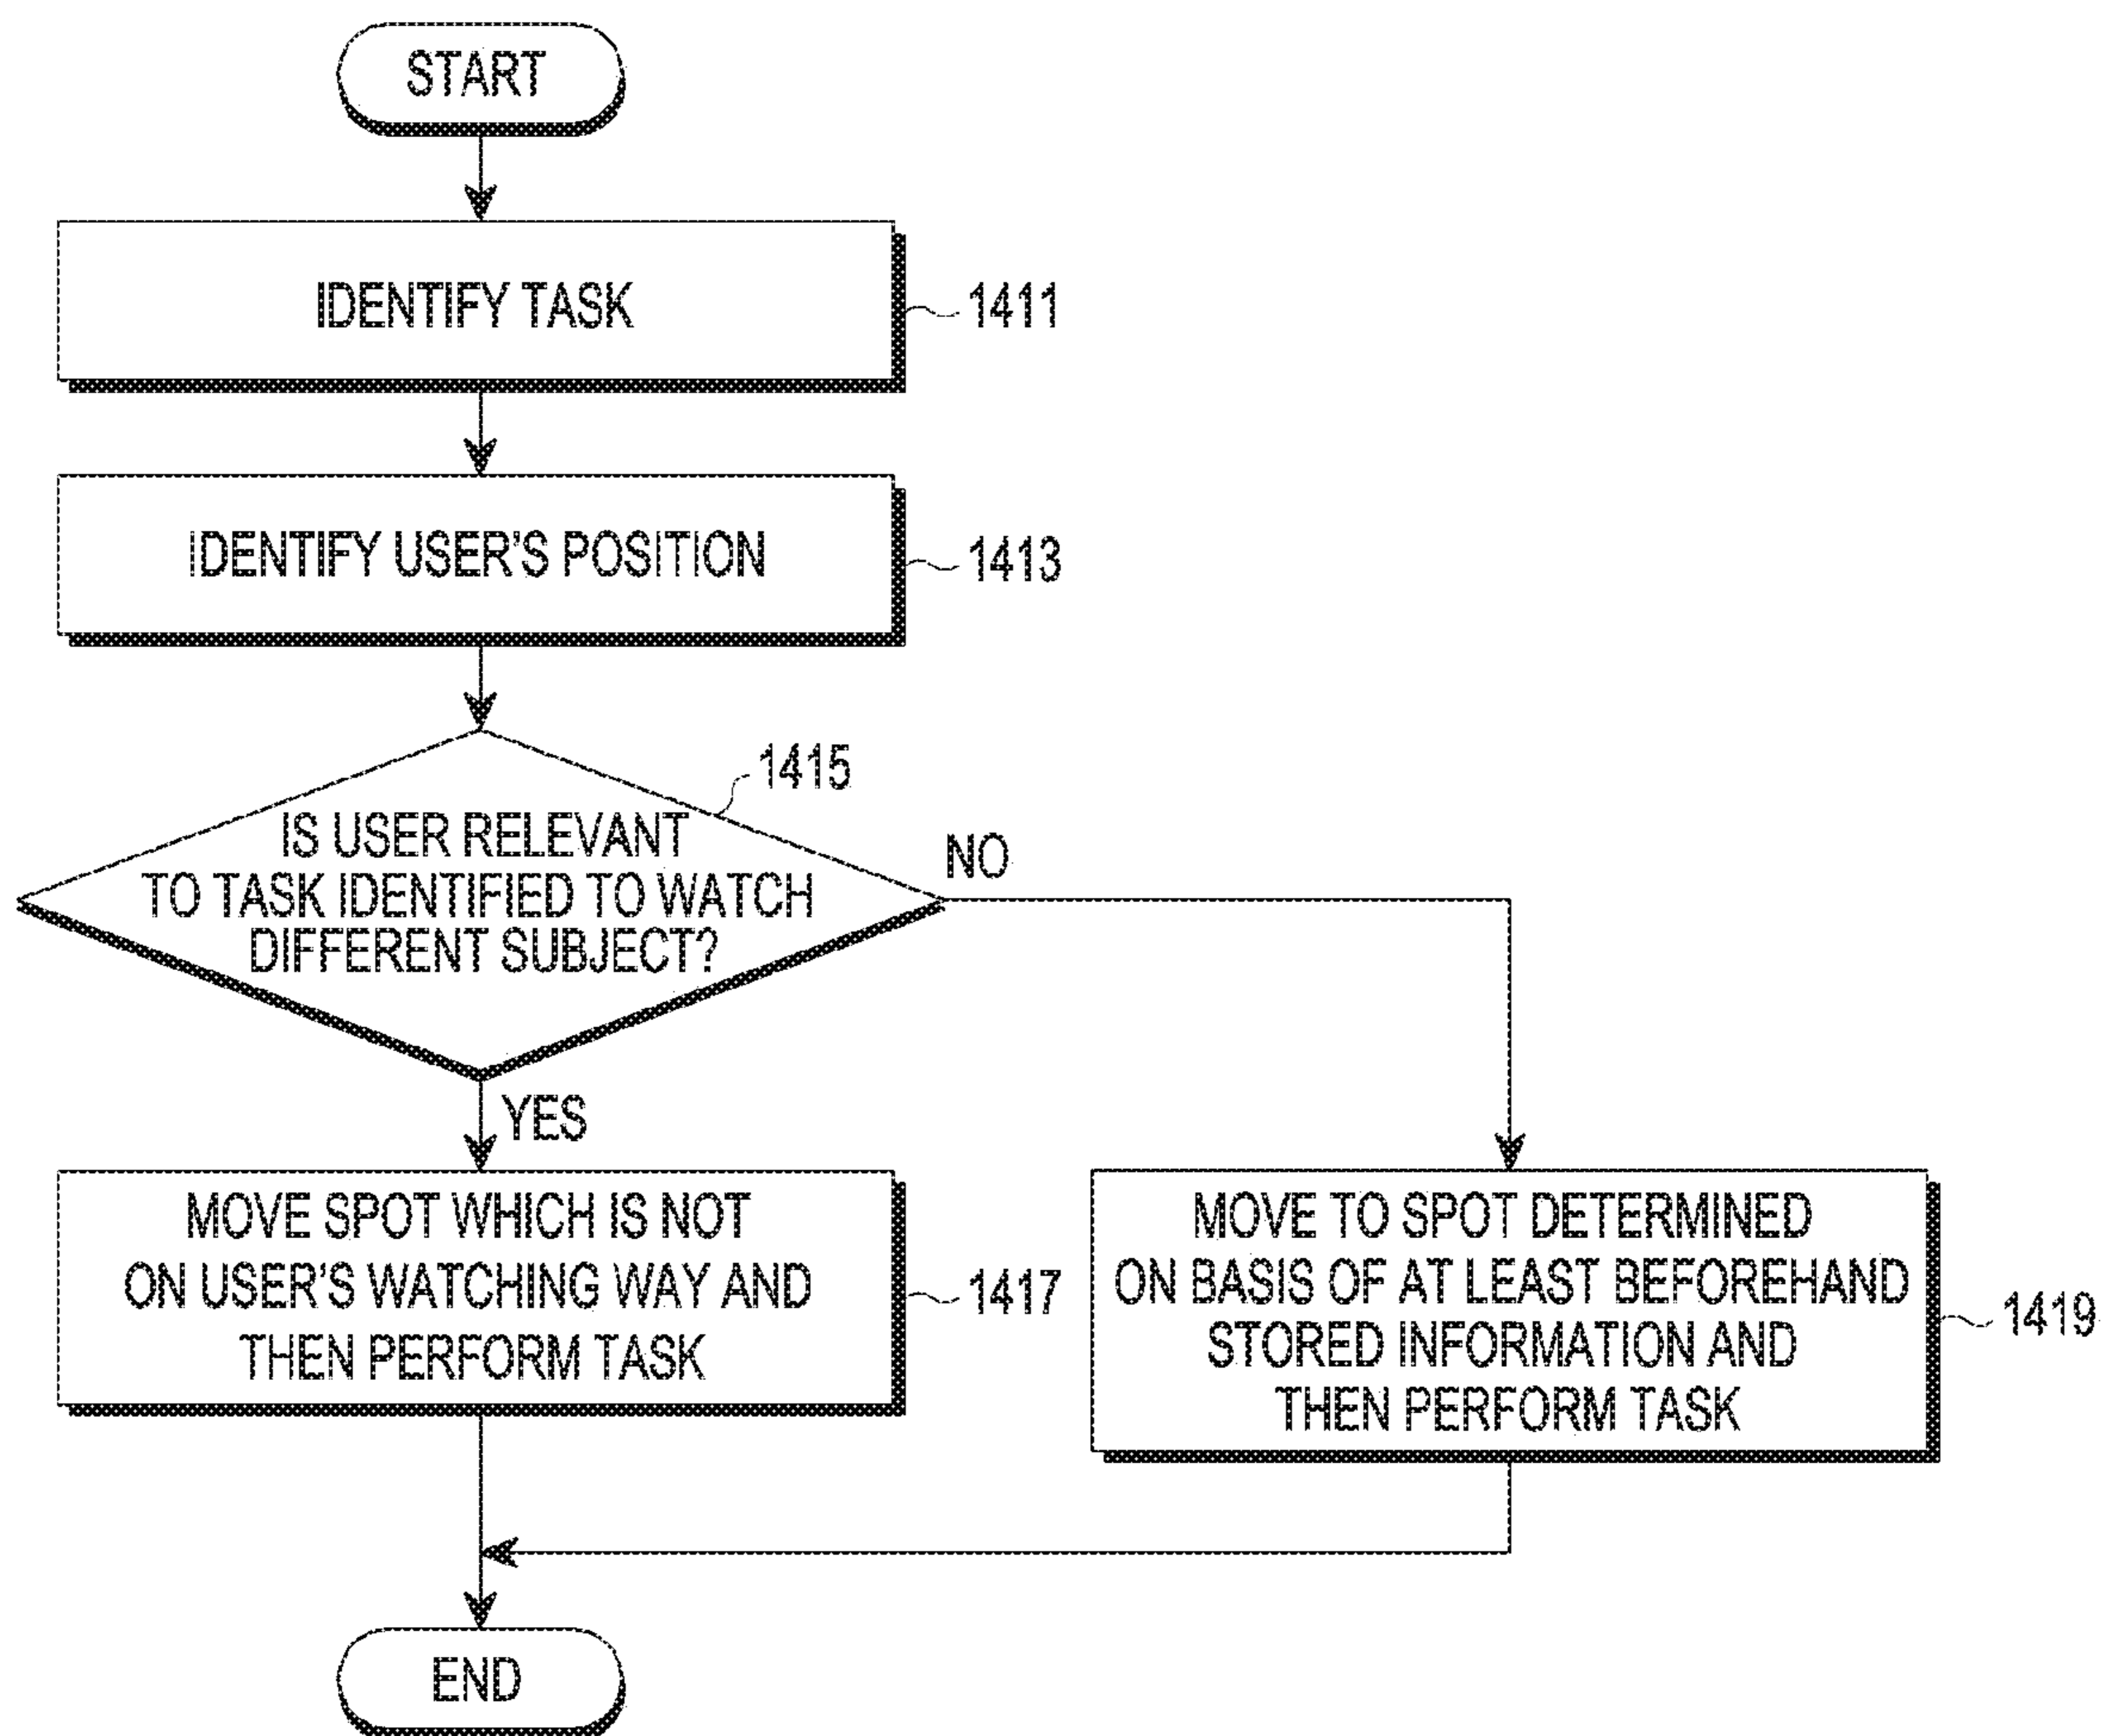 START
IDENTIFY TASK
1411
IDENTIFY USER'S POSITION
1413
1415
IS USER RELEVANT
TO TASK IDENTIFIED TO WATCH
DIFFERENT SUBJECT?
NO
YES
MOVE SPOT WHICH IS NOT
ON USER'S WATCHING WAY AND
THEN PERFORM TASK
1417
MOVE TO SPOT DETERMINED
ON BASIS OF AT LEAST BEFOREHAND
STORED INFORMATION AND
THEN PERFORM TASK
1419
END